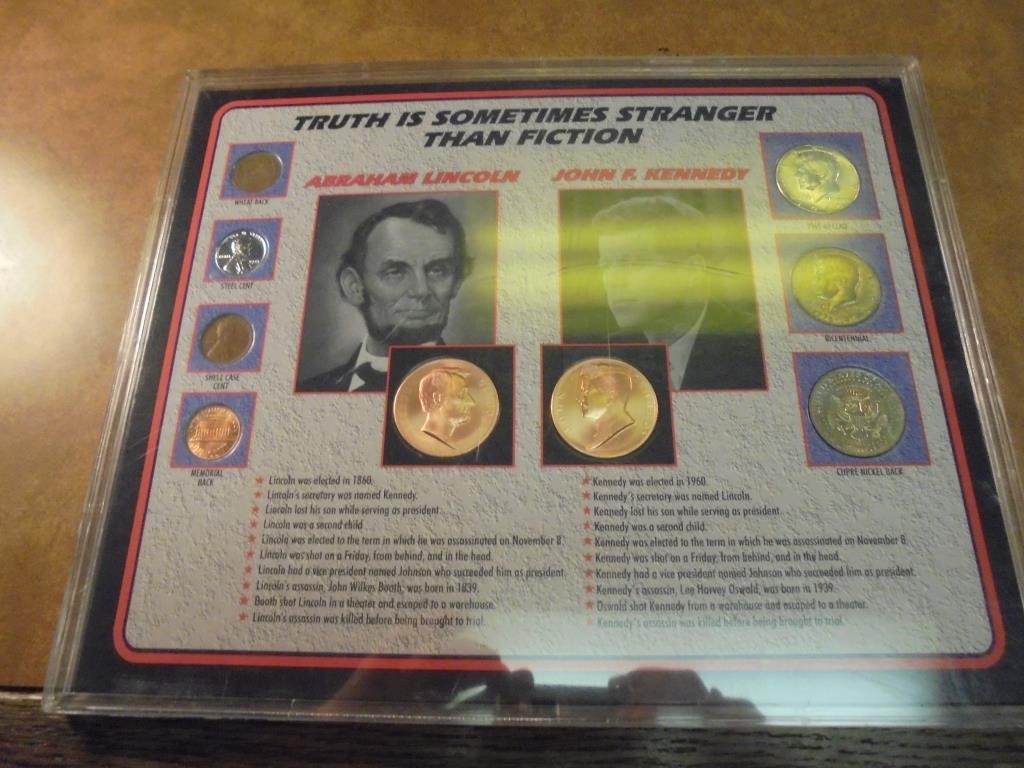 TRUTH IS SOMETIMES STRANGER
THAN FICTION
ABRAHAM LINCOLN
JOHN F. KENNEDY
WHEAT BACK
STEEL CENT
SHELL CASE
CENT
MEMORIAL
BACK
BICENTENNIAL
CUPRE NICKEL BACK
Lincoln was elected in 1860.
Lincoln's secretary was named Kennedy.
Lincoln lost his son while serving as president.
Lincoln was a second child.
Lincoln was elected to the term in which he was assassinated on November 8.
Lincoln was shot on a Friday, from behind, and in the head.
Lincoln had a vice president named Johnson who succeeded him as president.
Lincoln's assassin, John Wilkes Booth, was born in 1839.
Booth shot Lincoln in a theater and escaped to a warehouse.
Lincoln's assassin was killed before being brought to trial.
Kennedy was elected in 1960.
Kennedy's secretary was named Lincoln.
Kennedy lost his son while serving as president.
Kennedy was a second child.
Kennedy was elected to the term in which he was assassinated on November 8.
Kennedy was shot on a Friday, from behind, and in the head.
Kennedy had a vice president named Johnson who succeeded him as president.
Kennedy's assassin, Lee Harvey Oswald, was born in 1939.
Oswald shot Kennedy from a warehouse and escaped to a theater.
Kennedy's assassin was killed before being brought to trial.